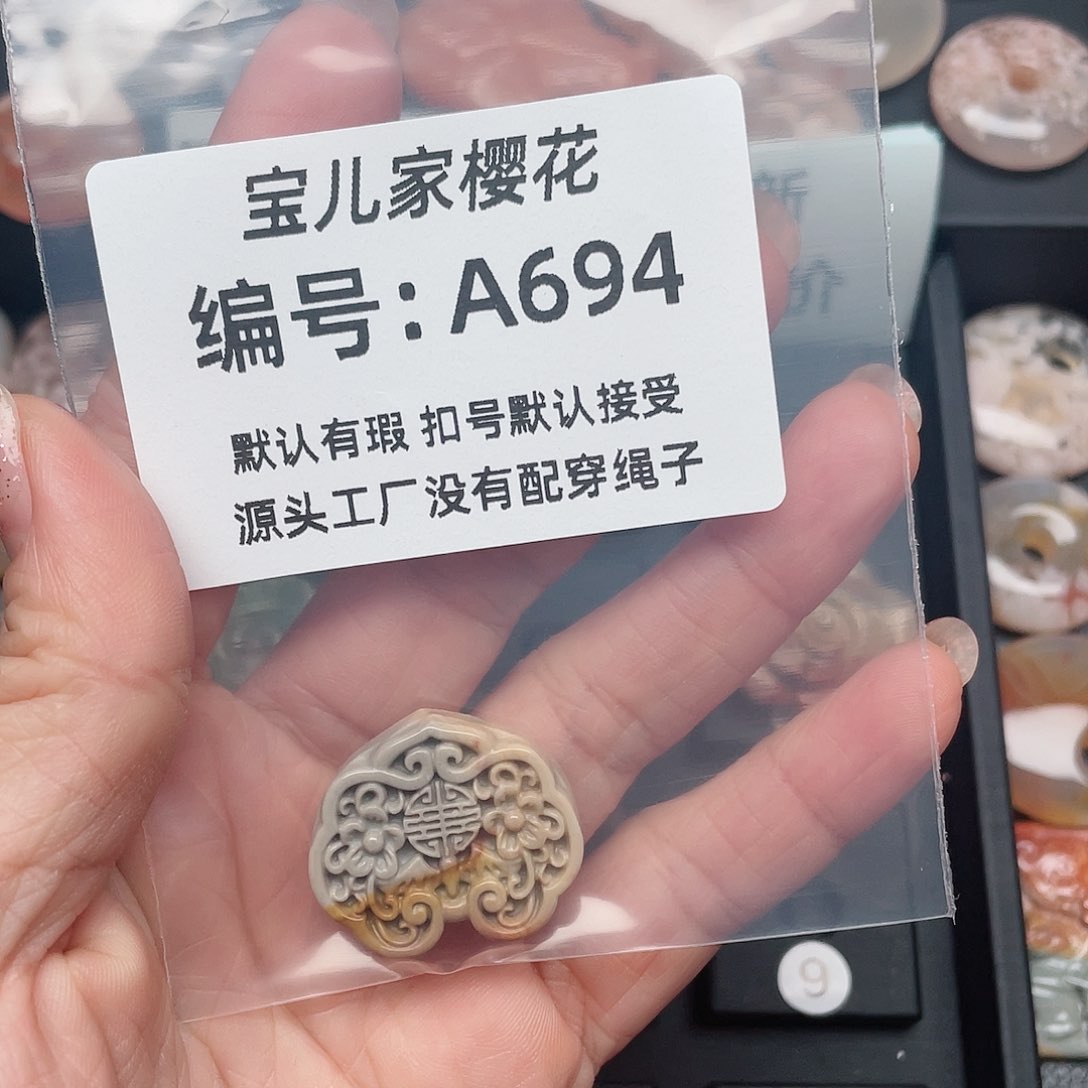 宝儿家樱花
编号:A694
默认有瑕 扣号默认接受
源头工厂没有配穿绳子
9